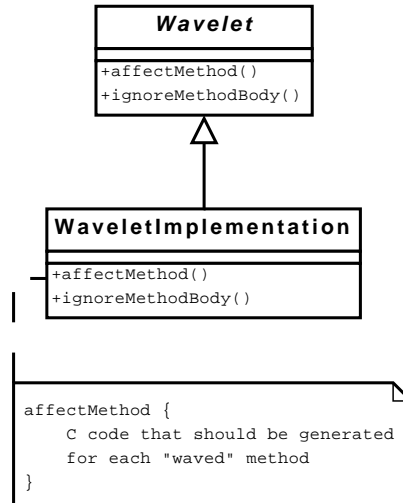 Wavelet
+affectMethod()
+ignoreMethodBody()
WaveletImplementation
+affectMethod()
+ignoreMethodBody()
affectMethod {
    C code that should be generated
    for each "waved" method
}